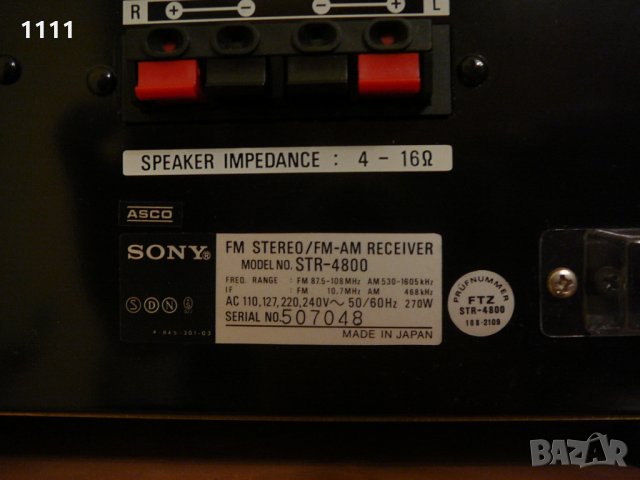 1111
R + − − + L
SPEAKER IMPEDANCE : 4 - 16Ω
ASCO
SONY®
FM STEREO/FM-AM RECEIVER
MODEL NO. STR-4800
FREQ. RANGE : FM 87.5-108MHz AM 530-1605kHz
IF : FM 10.7MHz AM 468kHz
AC 110,127,220,240V～ 50/60Hz 270W
SERIAL NO. 507048
MADE IN JAPAN
S D N
PRÜFNUMMER
FTZ
STR-4800
BAZAR